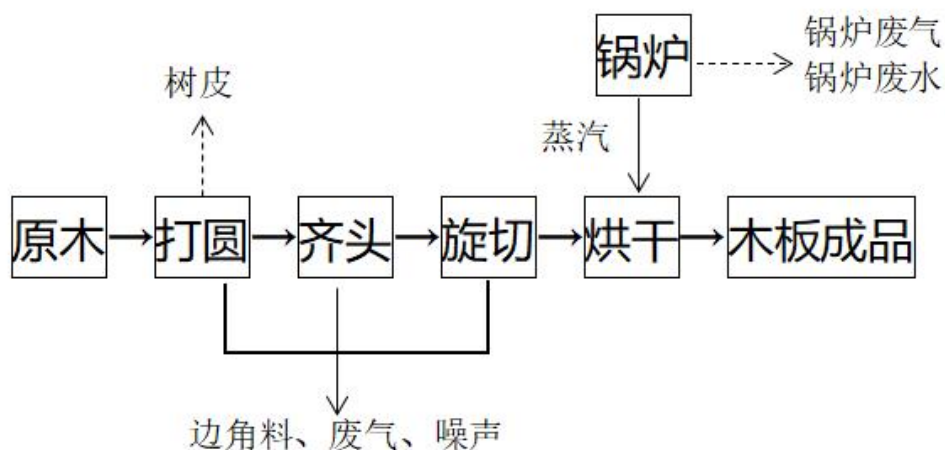 锅炉废气
锅炉
锅炉废水
树皮
蒸汽
原木
打圆
齐头
旋切
烘干
木板成品
边角料、废气、噪声